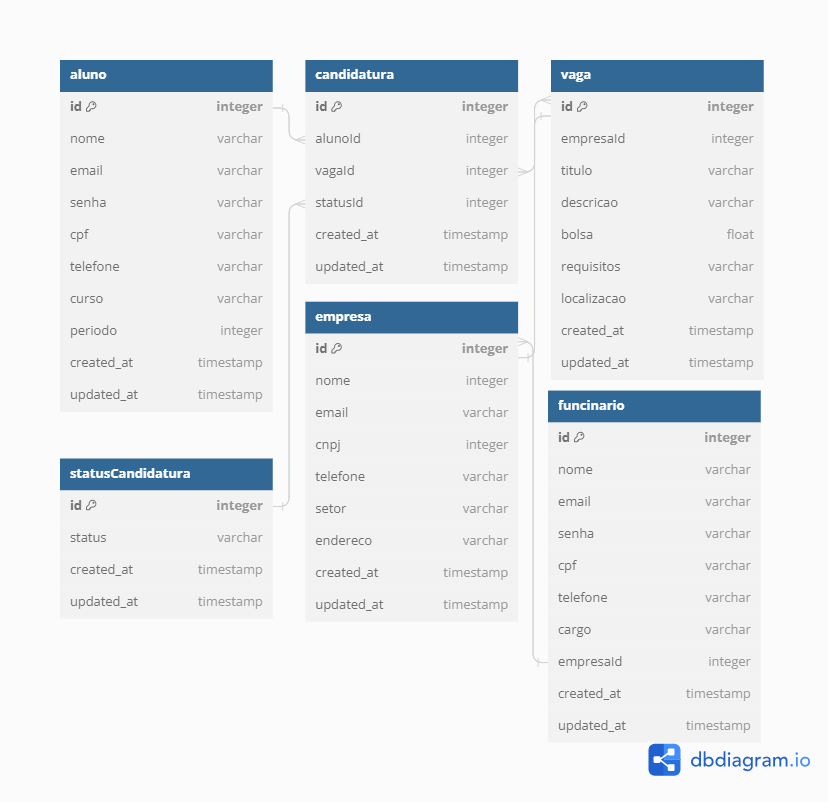 aluno
id integer
nome varchar
email varchar
senha varchar
cpf varchar
telefone varchar
curso varchar
periodo integer
created_at timestamp
updated_at timestamp
statusCandidatura
id integer
status varchar
created_at timestamp
updated_at timestamp
candidatura
id integer
alunoId integer
vagaId integer
statusId integer
created_at timestamp
updated_at timestamp
empresa
id integer
nome integer
email varchar
cnpj integer
telefone varchar
setor varchar
endereco varchar
created_at timestamp
updated_at timestamp
vaga
id integer
empresaId integer
titulo varchar
descricao varchar
bolsa float
requisitos varchar
localizacao varchar
created_at timestamp
updated_at timestamp
funcinario
id integer
nome varchar
email varchar
senha varchar
cpf varchar
telefone varchar
cargo varchar
empresaId integer
created_at timestamp
updated_at timestamp
dbdiagram.io